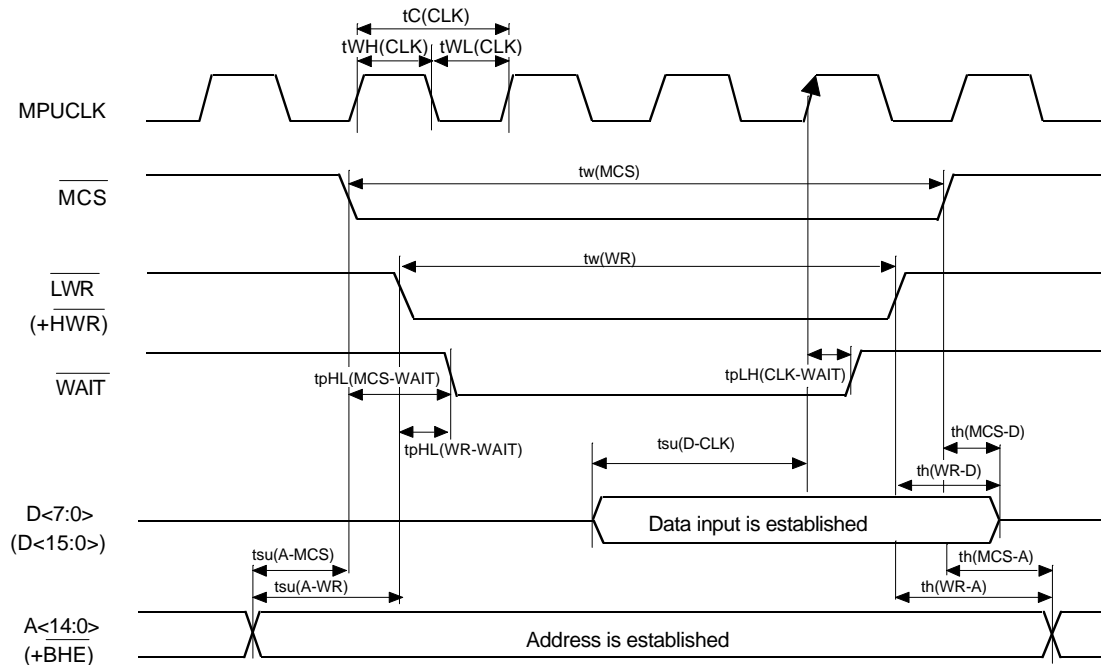 tC(CLK)
tWH(CLK) tWL(CLK)
MPUCLK
MCS
tw(MCS)
LWR
(+HWR)
tw(WR)
WAIT
tpHL(MCS-WAIT)
tpLH(CLK-WAIT)
tpHL(WR-WAIT)
tsu(D-CLK)
th(MCS-D)
th(WR-D)
D<7:0>
(D<15:0>)
Data input is established
tsu(A-MCS)
th(MCS-A)
tsu(A-WR)
th(WR-A)
A<14:0>
(+BHE)
Address is established